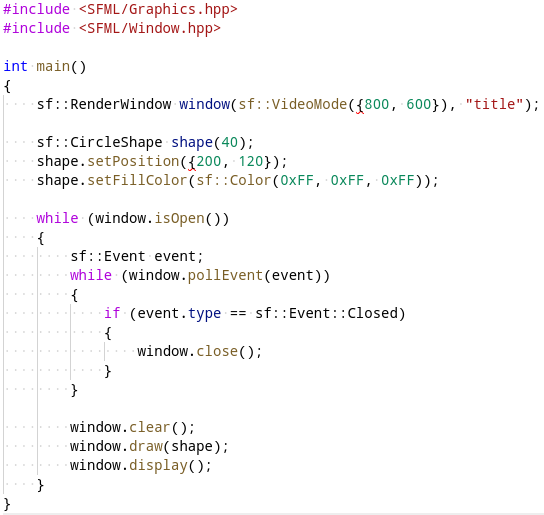 #include <SFML/Graphics.hpp>
#include <SFML/Window.hpp>

int main()
{
    sf::RenderWindow window(sf::VideoMode({800, 600}), "title");

    sf::CircleShape shape(40);
    shape.setPosition({200, 120});
    shape.setFillColor(sf::Color(0xFF, 0xFF, 0xFF));

    while (window.isOpen())
    {
        sf::Event event;
        while (window.pollEvent(event))
        {
            if (event.type == sf::Event::Closed)
            {
                window.close();
            }
        }

        window.clear();
        window.draw(shape);
        window.display();
    }
}